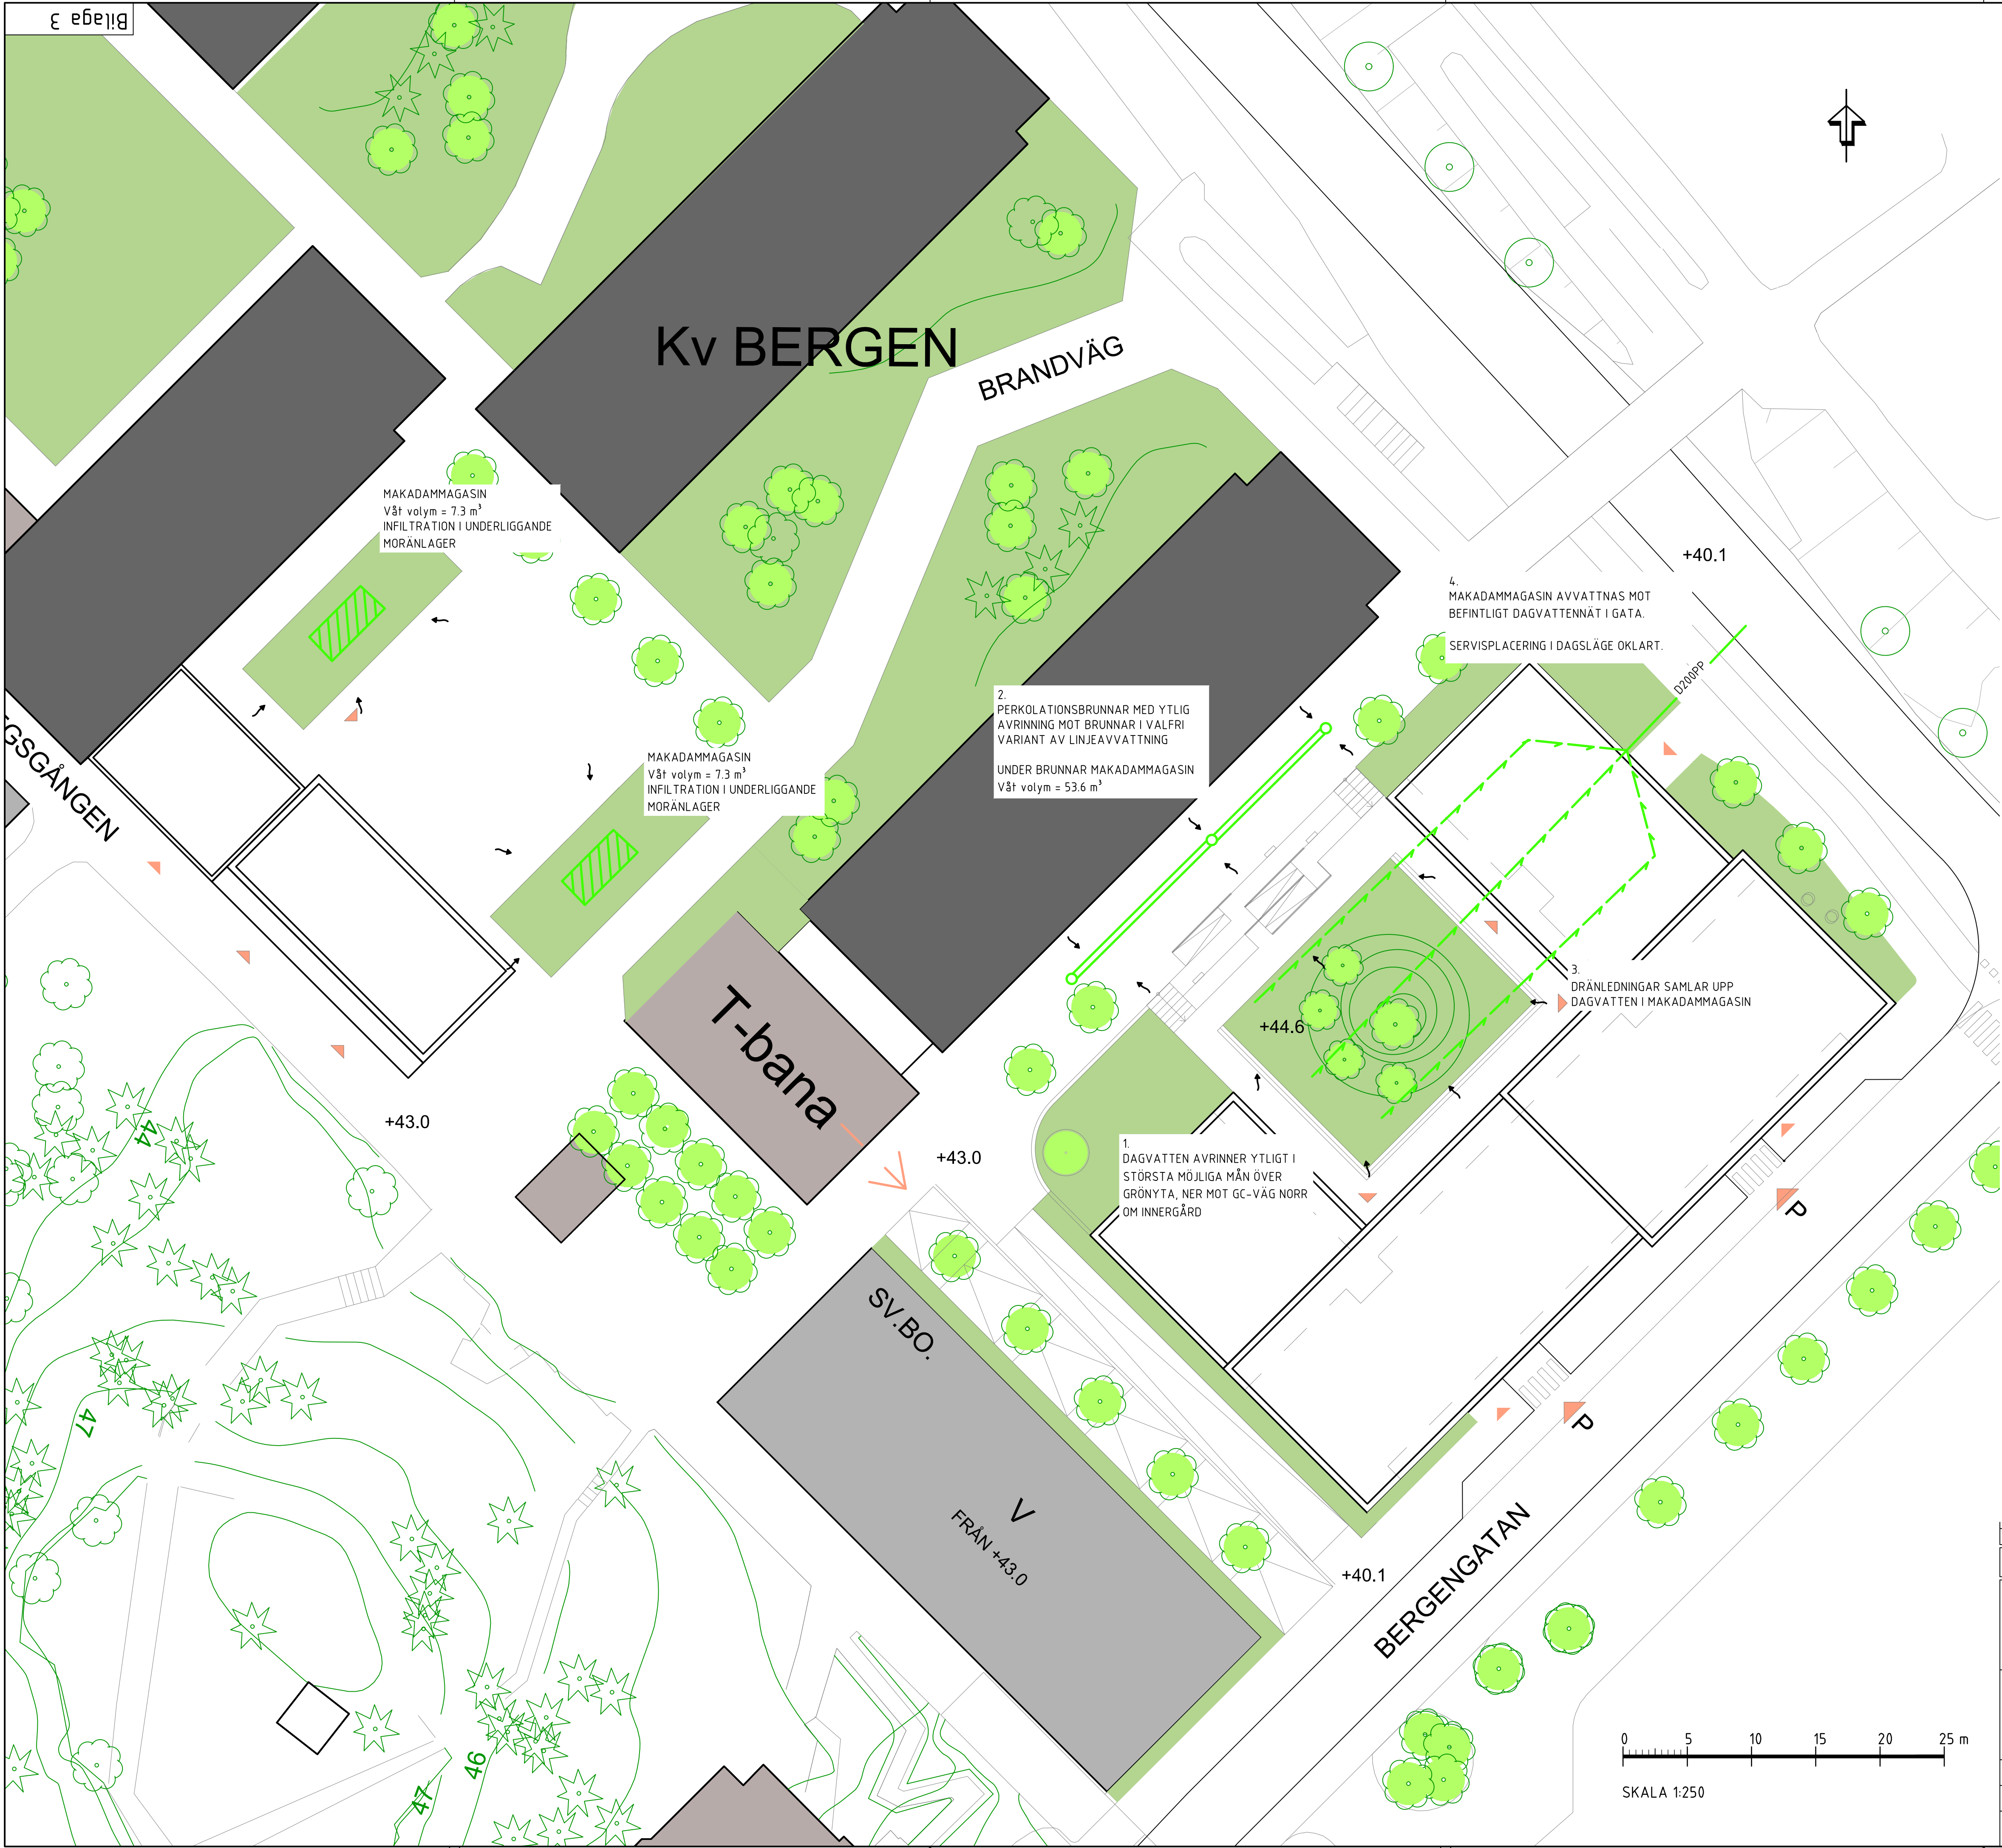 Bilaga 3
Kv BERGEN
BRANDVÄG
MAKADAMMAGASIN
Våt volym = 7.3 m³
INFILTRATION I UNDERLIGGANDE
MORÄNLAGER
+40.1
4.
MAKADAMMAGASIN AVVATTNAS MOT
BEFINTLIGT DAGVATTENNÄT I GATA.
SERVISPLACERING I DAGSLÄGE OKLART.
D200PP
2.
PERKOLATIONSBRUNNAR MED YTLIG
AVRINNING MOT BRUNNAR I VALFRI
VARIANT AV LINJEAVVATTNING
UNDER BRUNNAR MAKADAMMAGASIN
Våt volym = 53.6 m³
MAKADAMMAGASIN
Våt volym = 7.3 m³
INFILTRATION I UNDERLIGGANDE
MORÄNLAGER
GSGÅNGEN
3.
DRÄNLEDNINGAR SAMLAR UPP
DAGVATTEN I MAKADAMMAGASIN
+44.6
T-bana
+43.0
44
+43.0
1.
DAGVATTEN AVRINNER YTLIGT I
STÖRSTA MÖJLIGA MÅN ÖVER
GRÖNYTA, NER MOT GC-VÄG NORR
OM INNERGÅRD
P
SV.BO.
47
P
V
FRÅN +43.0
+40.1
BERGENGATAN
46
47
0 5 10 15 20 25 m
SKALA 1:250